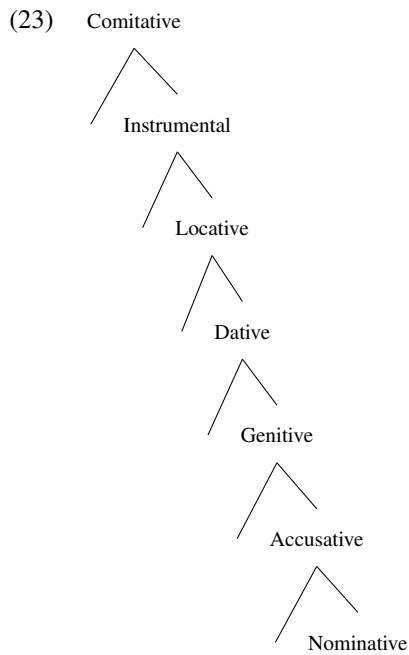 (23) Comitative
Instrumental
Locative
Dative
Genitive
Accusative
Nominative